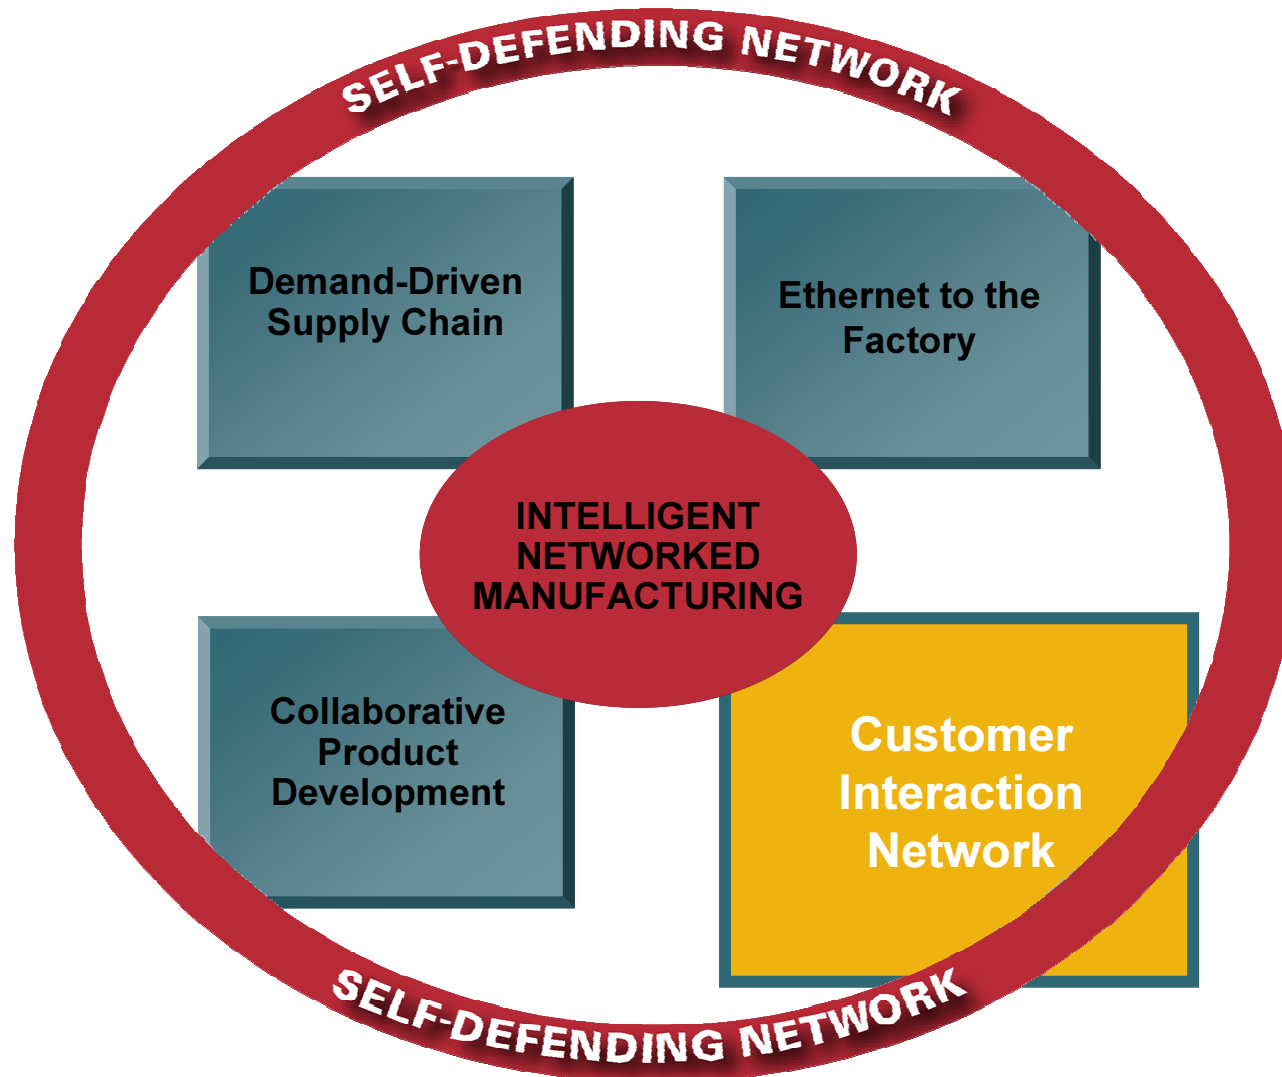 SELF-DEFENDING NETWORK
Demand-Driven
Supply Chain
Ethernet to the
Factory
INTELLIGENT
NETWORKED
MANUFACTURING
Collaborative
Product
Development
Customer
Interaction
Network
SELF-DEFENDING NETWORK